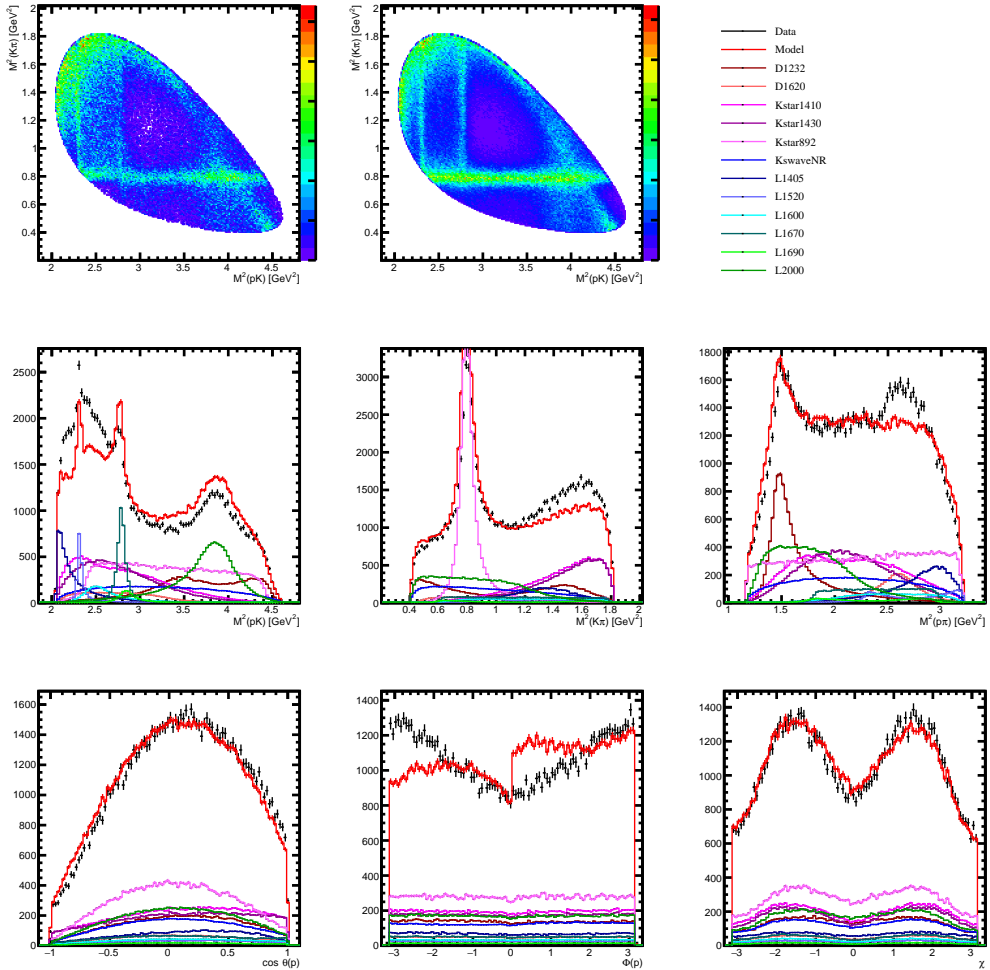 M²(Kπ) [GeV²]
1.8
1.6
1.4
1.2
1
0.8
0.6
0.4
2 2.5 3 3.5 4 4.5
M²(pK) [GeV²]
M²(Kπ) [GeV²]
1.8
1.6
1.4
1.2
1
0.8
0.6
0.4
2 2.5 3 3.5 4 4.5
M²(pK) [GeV²]
Data
Model
D1232
D1620
Kstar1410
Kstar1430
Kstar892
KswaveNR
L1405
L1520
L1600
L1670
L1690
L2000
2500
2000
1500
1000
500
0
2 2.5 3 3.5 4 4.5
M²(pK) [GeV²]
3000
2500
2000
1500
1000
500
0
0.4 0.6 0.8 1 1.2 1.4 1.6 1.8 2
M²(Kπ) [GeV²]
1800
1600
1400
1200
1000
800
600
400
200
0
1 1.5 2 2.5 3
M²(pπ) [GeV²]
1600
1400
1200
1000
800
600
400
200
0
−1 −0.5 0 0.5 1
cos θ(p)
1400
1200
1000
800
600
400
200
0
−3 −2 −1 0 1 2 3
Φ(p)
1400
1200
1000
800
600
400
200
0
−3 −2 −1 0 1 2 3
χ